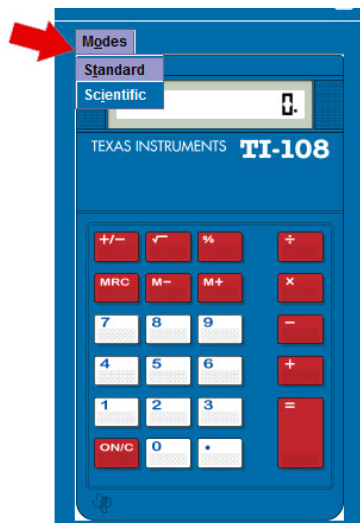 Modes
Standard
Scientific
0.
TEXAS INSTRUMENTS TI-108
+/− √ % ÷
MRC M− M+ ×
7 8 9 −
4 5 6 +
1 2 3 =
ON/C 0 •